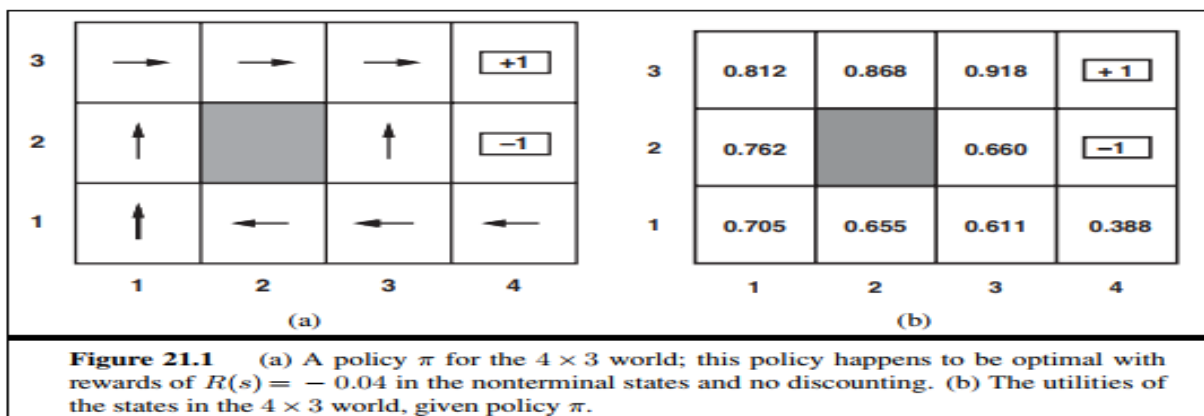 3 +1
2 –1
1
1 2 3 4
(a)
3 0.812 0.868 0.918 + 1
2 0.762 0.660 –1
1 0.705 0.655 0.611 0.388
1 2 3 4
(b)
Figure 21.1 (a) A policy π for the 4 × 3 world; this policy happens to be optimal with
rewards of R(s) = − 0.04 in the nonterminal states and no discounting. (b) The utilities of
the states in the 4 × 3 world, given policy π.